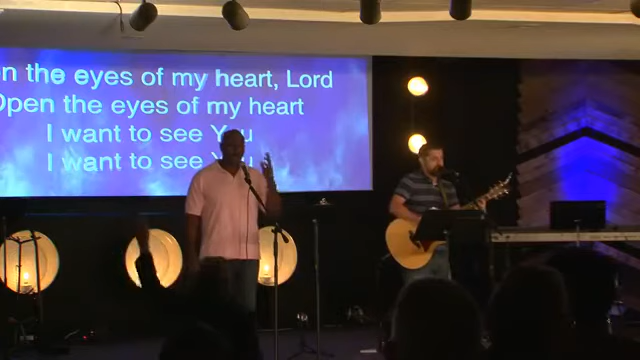 n the eyes of my heart, Lord
Open the eyes of my heart
I want to see You
I want to see You